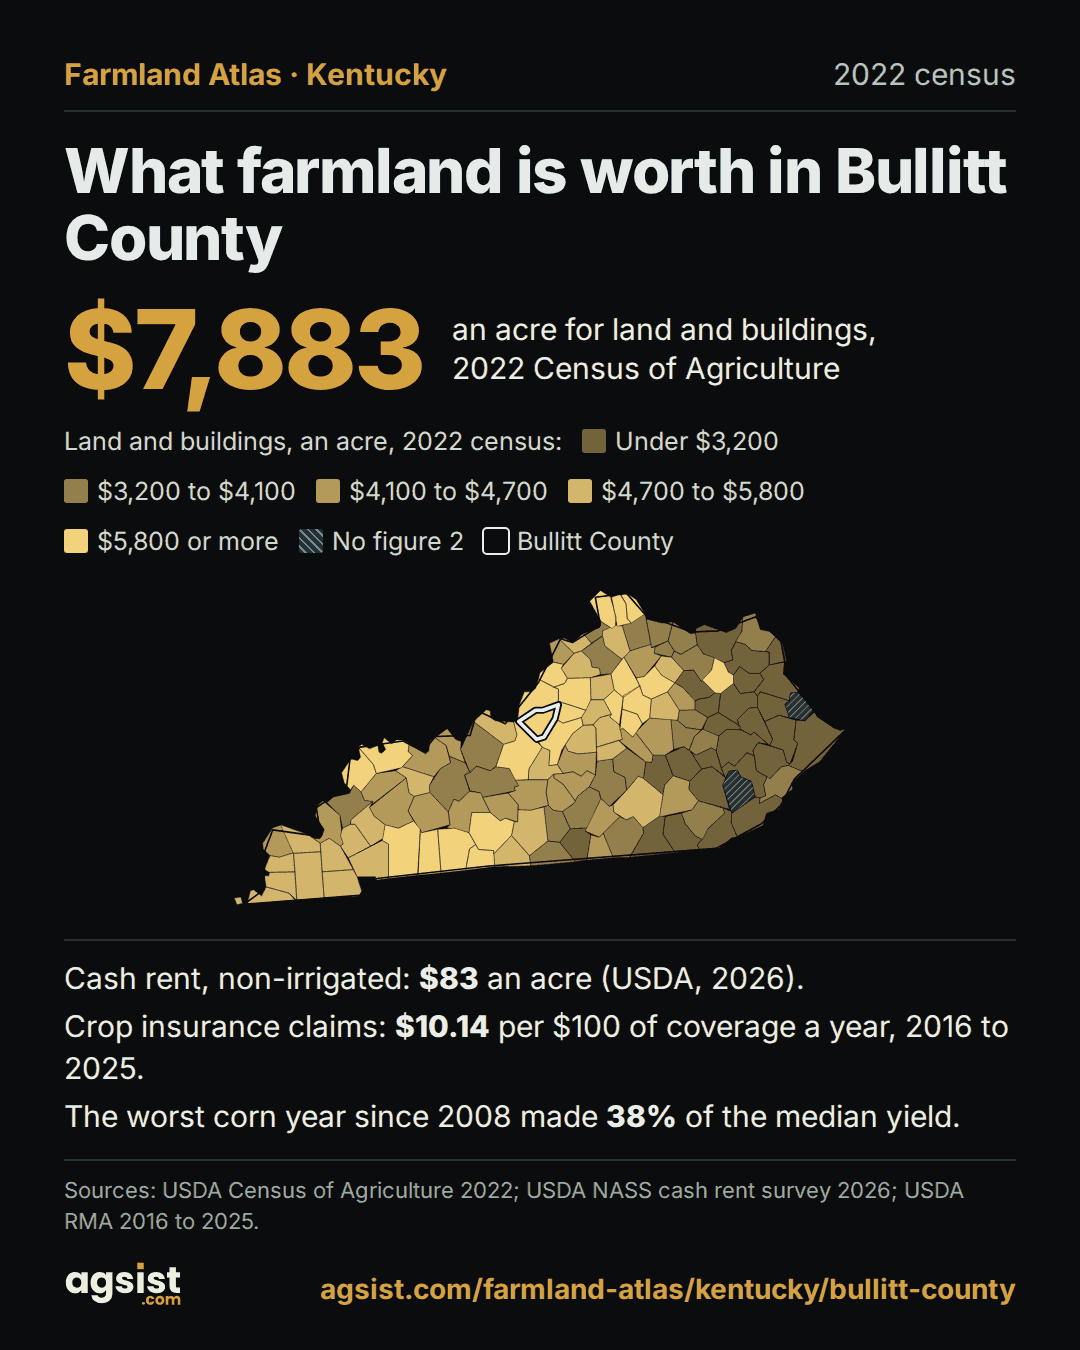 Farmland Atlas · Kentucky
2022 census
What farmland is worth in Bullitt
County
$7,883
an acre for land and buildings,
2022 Census of Agriculture
Land and buildings, an acre, 2022 census: Under $3,200
$3,200 to $4,100 $4,100 to $4,700 $4,700 to $5,800
$5,800 or more No figure 2 Bullitt County
Cash rent, non-irrigated: $83 an acre (USDA, 2026).
Crop insurance claims: $10.14 per $100 of coverage a year, 2016 to
2025.
The worst corn year since 2008 made 38% of the median yield.
Sources: USDA Census of Agriculture 2022; USDA NASS cash rent survey 2026; USDA
RMA 2016 to 2025.
agsist
.com
agsist.com/farmland-atlas/kentucky/bullitt-county